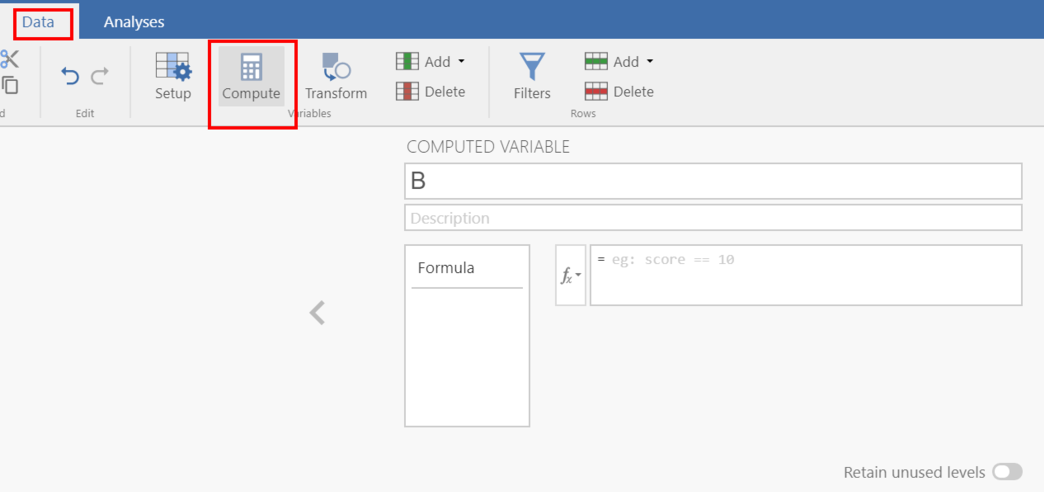 Data Analyses
Setup Compute Transform Add Delete Filters Add Delete
d Edit Variables Rows
COMPUTED VARIABLE
B
Description
Formula
fx
= eg: score == 10
Retain unused levels